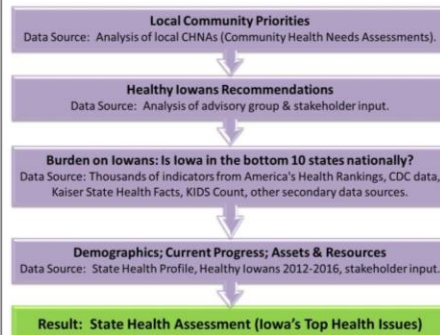 Local Community Priorities
Data Source:  Analysis of local CHNAs (Community Health Needs Assessments).
Healthy Iowans Recommendations
Data Source:  Analysis of advisory group & stakeholder input.
Burden on Iowans: Is Iowa in the bottom 10 states nationally?
Data Source:  Thousands of indicators from America's Health Rankings, CDC data,
Kaiser State Health Facts, KIDS Count, other secondary data sources.
Demographics; Current Progress; Assets & Resources
Data Source:  State Health Profile, Healthy Iowans 2012-2016, stakeholder input.
Result:  State Health Assessment (Iowa's Top Health Issues)